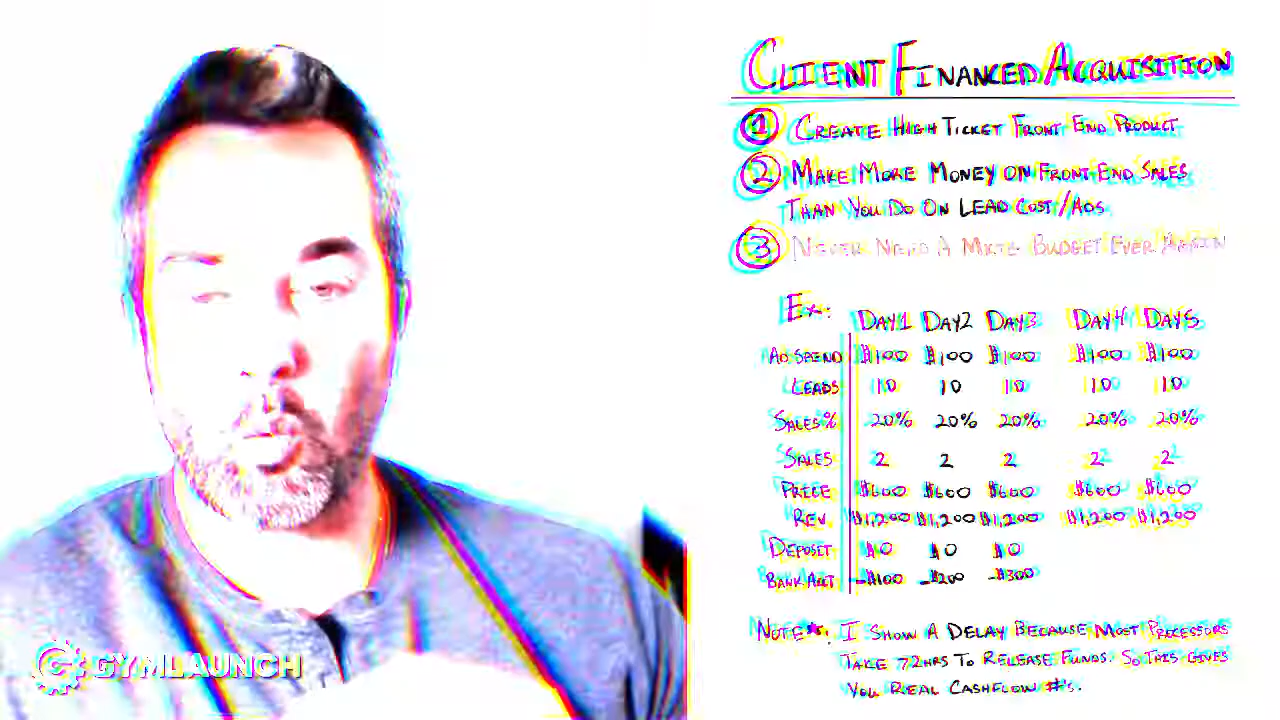 CLIENT FINANCED ACQUISITION
1 CREATE HIGH TICKET FRONT END PRODUCT
2 MAKE MORE MONEY ON FRONT END SALES
THAN YOU DO ON LEAD COST/ADS
3 NEVER NEED A MKTG BUDGET EVER AGAIN
EX: DAY1 DAY2 DAY3 DAY4 DAY5
AD SPEND $100 $100 $100 $100 $100
LEADS 10 10 10 10 10
SALES% 20% 20% 20% 20% 20%
SALES 2 2 2 2 2
PRICE $600 $600 $600 $600 $600
REV. $1,200 $1,200 $1,200 $1,200 $1,200
DEPOSIT $0 $0 $0
BANK ACCT -$100 -$200 -$300
NOTE*: I SHOW A DELAY BECAUSE MOST PROCESSORS
TAKE 72HRS TO RELEASE FUNDS. SO THIS GIVES
YOU REAL CASHFLOW #'s.
GYMLAUNCH